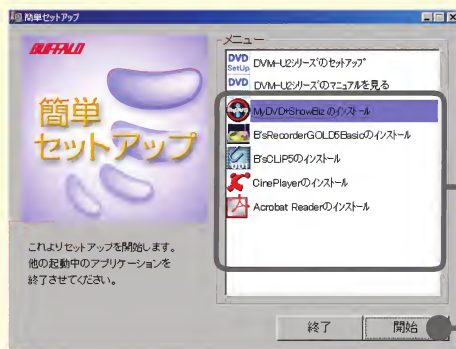 簡単セットアップ
BUFFALO
簡単
セットアップ
これよりセットアップを開始します。
他の起動中のアプリケーションを
終了させてください。
メニュー
DVD SetUp DVM-U2シリーズのセットアップ
DVD DVM-U2シリーズのマニュアルを見る
MyDVD+ShowBiz のインストール
B'sRecorderGOLD5Basicのインストール
B'sCLiP5のインストール
CinePlayerのインストール
Acrobat Readerのインストール
終了
開始